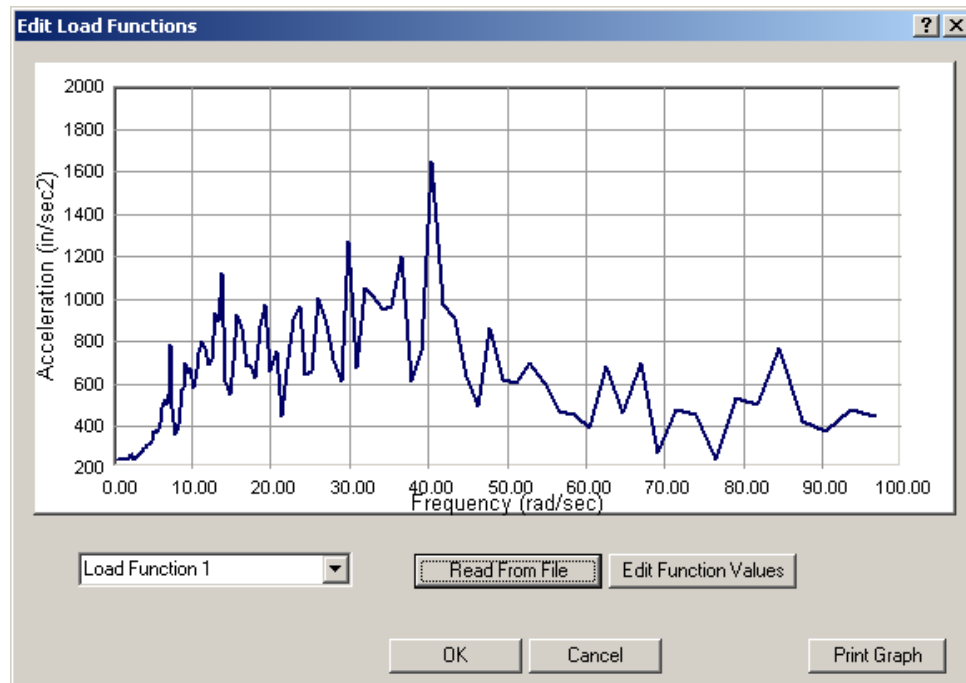 Edit Load Functions
2000
1800
1600
1400
1200
1000
800
600
400
200
Acceleration (in/sec2)
0.00 10.00 20.00 30.00 40.00 50.00 60.00 70.00 80.00 90.00 100.00
Frequency (rad/sec)
Load Function 1
Read From File
Edit Function Values
OK
Cancel
Print Graph